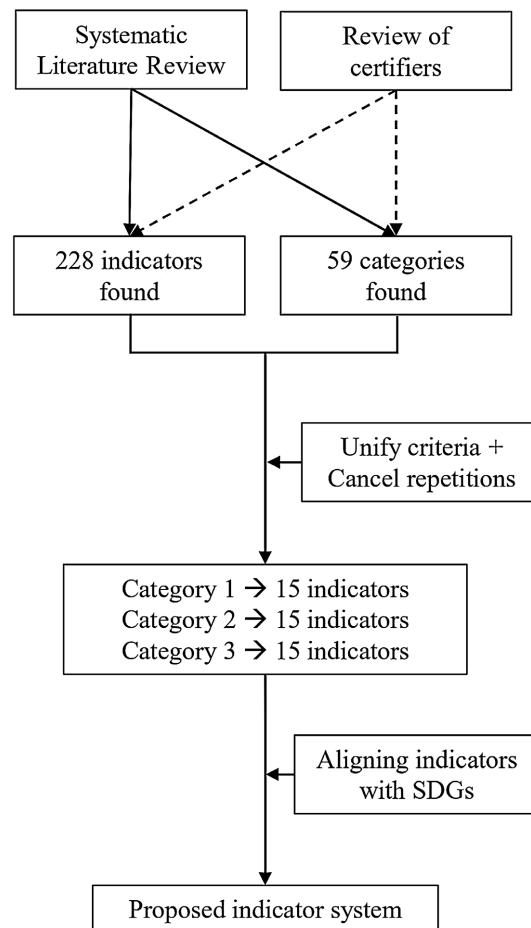 Systematic
Literature Review
Review of
certifiers
228 indicators
found
59 categories
found
Unify criteria +
Cancel repetitions
Category 1 → 15 indicators
Category 2 → 15 indicators
Category 3 → 15 indicators
Aligning indicators
with SDGs
Proposed indicator system